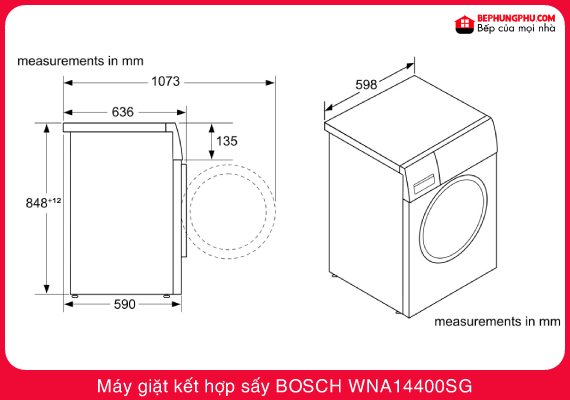 BEPHUNGPHU.COM
Bếp của mọi nhà
measurements in mm
1073
598
636
135
848⁺¹²
590
measurements in mm
Máy giặt kết hợp sấy BOSCH WNA14400SG